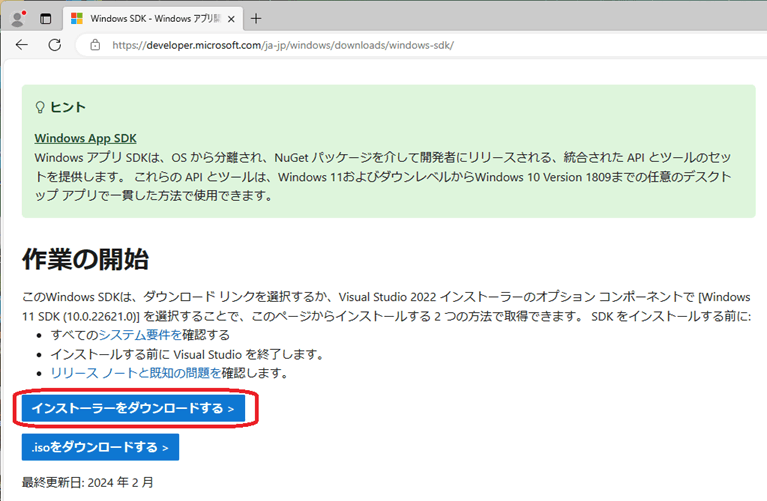 Windows SDK - Windows アプリ開
https://developer.microsoft.com/ja-jp/windows/downloads/windows-sdk/
ヒント
Windows App SDK
Windows アプリ SDKは、OS から分離され、NuGet パッケージを介して開発者にリリースされる、統合された API とツールのセッ
トを提供します。 これらの API とツールは、Windows 11およびダウンレベルからWindows 10 Version 1809までの任意のデスクト
ップ アプリで一貫した方法で使用できます。
作業の開始
このWindows SDKは、ダウンロード リンクを選択するか、Visual Studio 2022 インストーラーのオプション コンポーネントで [Windows
11 SDK (10.0.22621.0)] を選択することで、このページからインストールする 2 つの方法で取得できます。 SDK をインストールする前に:
すべてのシステム要件を確認する
インストールする前に Visual Studio を終了します。
リリース ノートと既知の問題を確認します。
インストーラーをダウンロードする >
.isoをダウンロードする >
最終更新日: 2024 年 2 月